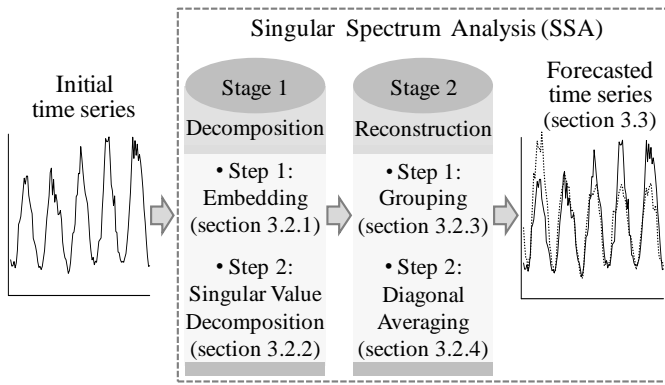 Singular Spectrum Analysis (SSA)
Initial
time series
Stage 1
Decomposition
• Step 1:
Embedding
(section 3.2.1)
• Step 2:
Singular Value
Decomposition
(section 3.2.2)
Stage 2
Reconstruction
• Step 1:
Grouping
(section 3.2.3)
• Step 2:
Diagonal
Averaging
(section 3.2.4)
Forecasted
time series
(section 3.3)